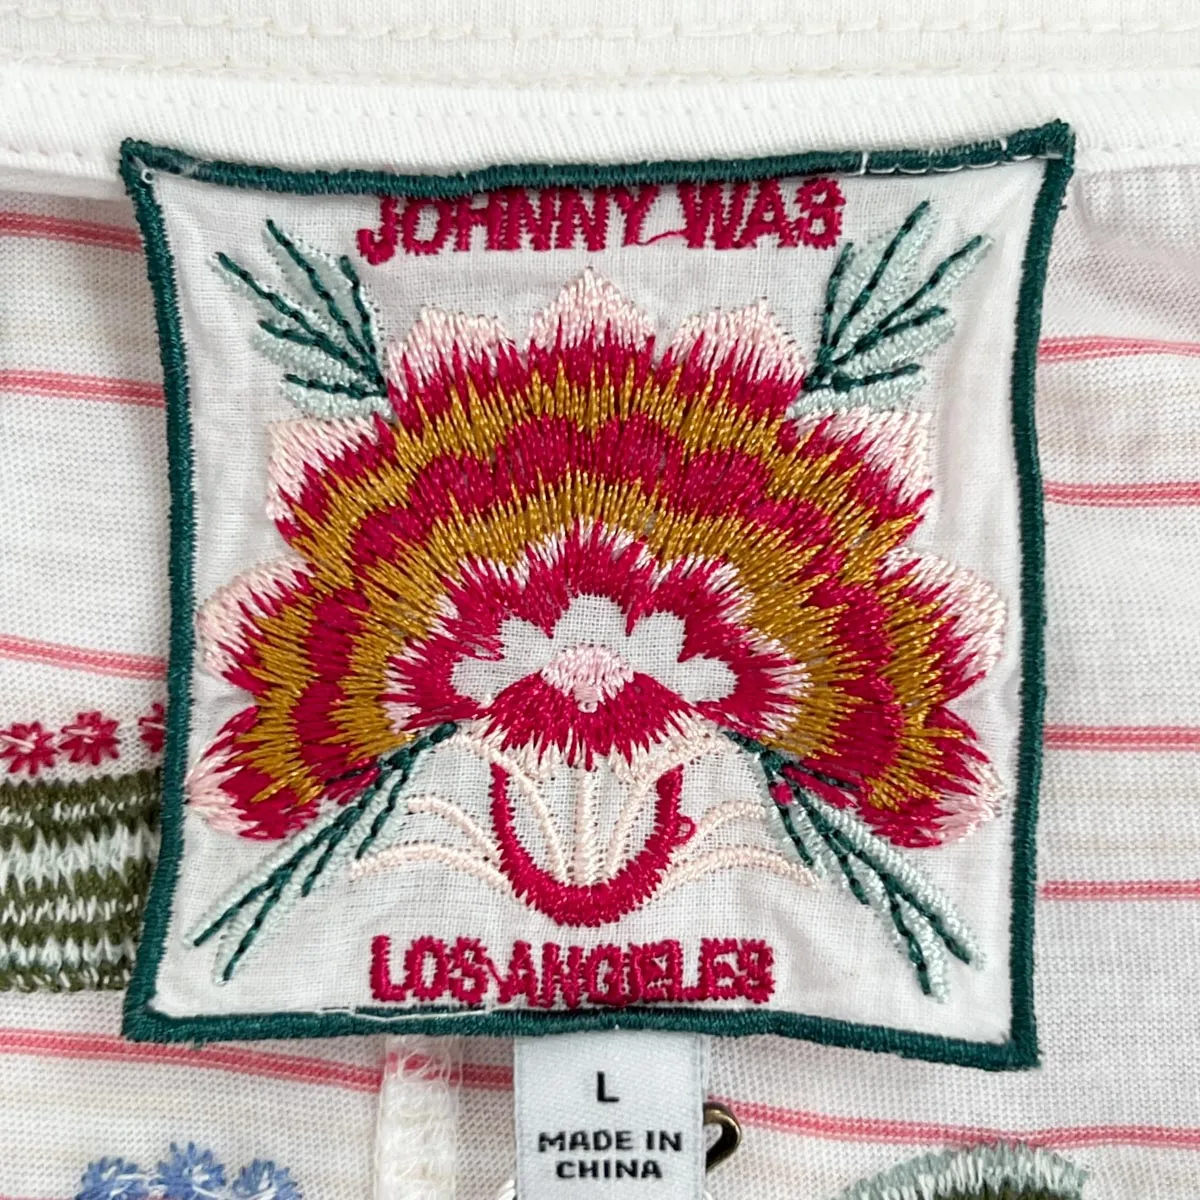 JOHNNY WAS
LOS ANGELES
L
MADE IN
CHINA